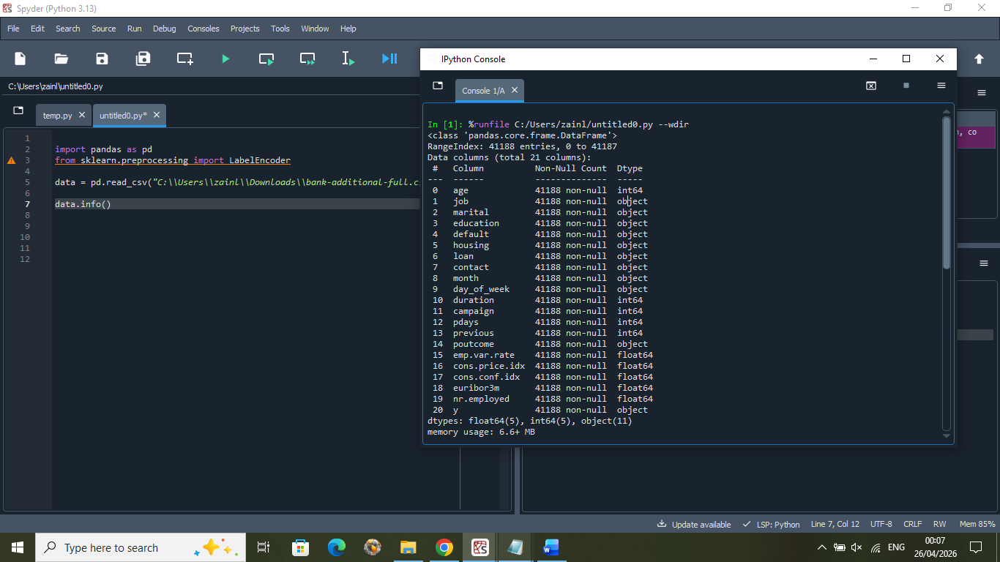 Spyder (Python 3.13)
File Edit Search Source Run Debug Consoles Projects Tools Window Help
C:\Users\zainl\untitled0.py
temp.py
untitled0.py*
1
2 import pandas as pd
3 from sklearn.preprocessing import LabelEncoder
4
5 data = pd.read_csv("C:\\Users\\zainl\\Downloads\\bank-additional-full.c
6
7 data.info()
8
9
10
11
12
IPython Console
Console 1/A
In [1]: %runfile C:/Users/zainl/untitled0.py --wdir
<class 'pandas.core.frame.DataFrame'>
RangeIndex: 41188 entries, 0 to 41187
Data columns (total 21 columns):
 #   Column          Non-Null Count  Dtype
---  ------          --------------  -----
 0   age             41188 non-null  int64
 1   job             41188 non-null  object
 2   marital         41188 non-null  object
 3   education       41188 non-null  object
 4   default         41188 non-null  object
 5   housing         41188 non-null  object
 6   loan            41188 non-null  object
 7   contact         41188 non-null  object
 8   month           41188 non-null  object
 9   day_of_week     41188 non-null  object
 10  duration        41188 non-null  int64
 11  campaign        41188 non-null  int64
 12  pdays           41188 non-null  int64
 13  previous        41188 non-null  int64
 14  poutcome        41188 non-null  object
 15  emp.var.rate    41188 non-null  float64
 16  cons.price.idx  41188 non-null  float64
 17  cons.conf.idx   41188 non-null  float64
 18  euribor3m       41188 non-null  float64
 19  nr.employed     41188 non-null  float64
 20  y               41188 non-null  object
dtypes: float64(5), int64(5), object(11)
memory usage: 6.6+ MB
, co
Update available LSP: Python Line 7, Col 12 UTF-8 CRLF RW Mem 85%
Type here to search
ENG
00:07
26/04/2026